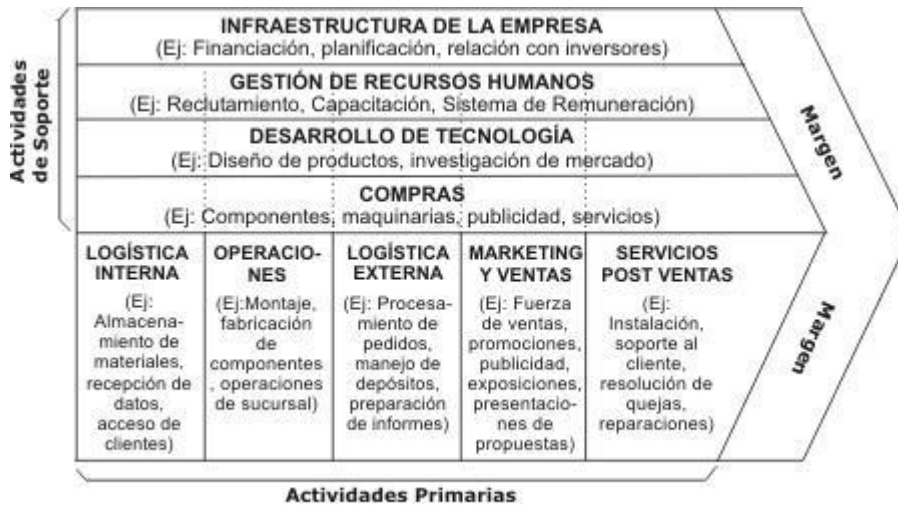 Actividades
de Soporte
INFRAESTRUCTURA DE LA EMPRESA
(Ej: Financiación, planificación, relación con inversores)
GESTIÓN DE RECURSOS HUMANOS
(Ej: Reclutamiento, Capacitación, Sistema de Remuneración)
DESARROLLO DE TECNOLOGÍA
(Ej: Diseño de productos, investigación de mercado)
COMPRAS
(Ej: Componentes, maquinarias, publicidad, servicios)
Margen
LOGÍSTICA
INTERNA
(Ej:
Almacena-
miento de
materiales,
recepción de
datos,
acceso de
clientes)
OPERACIO-
NES
(Ej:Montaje,
fabricación
de
componentes
, operaciones
de sucursal)
LOGÍSTICA
EXTERNA
(Ej: Procesa-
miento de
pedidos,
manejo de
depósitos,
preparación
de informes)
MARKETING
Y VENTAS
(Ej: Fuerza
de ventas,
promociones,
publicidad,
exposiciones,
presentacio-
nes de
propuestas)
SERVICIOS
POST VENTAS
(Ej:
Instalación,
soporte al
cliente,
resolución de
quejas,
reparaciones)
Margen
Actividades Primarias